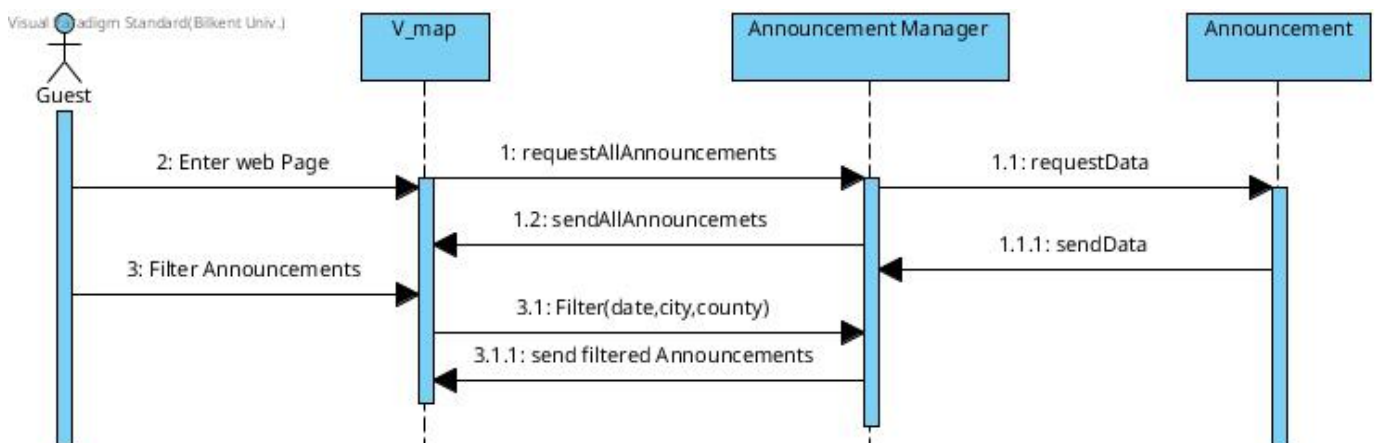 Visual Paradigm Standard(Bilkent Univ.)
V_map
Announcement Manager
Announcement
Guest
2: Enter web Page
1: requestAllAnnouncements
1.1: requestData
1.2: sendAllAnnouncemets
1.1.1: sendData
3: Filter Announcements
3.1: Filter(date,city,county)
3.1.1: send filtered Announcements